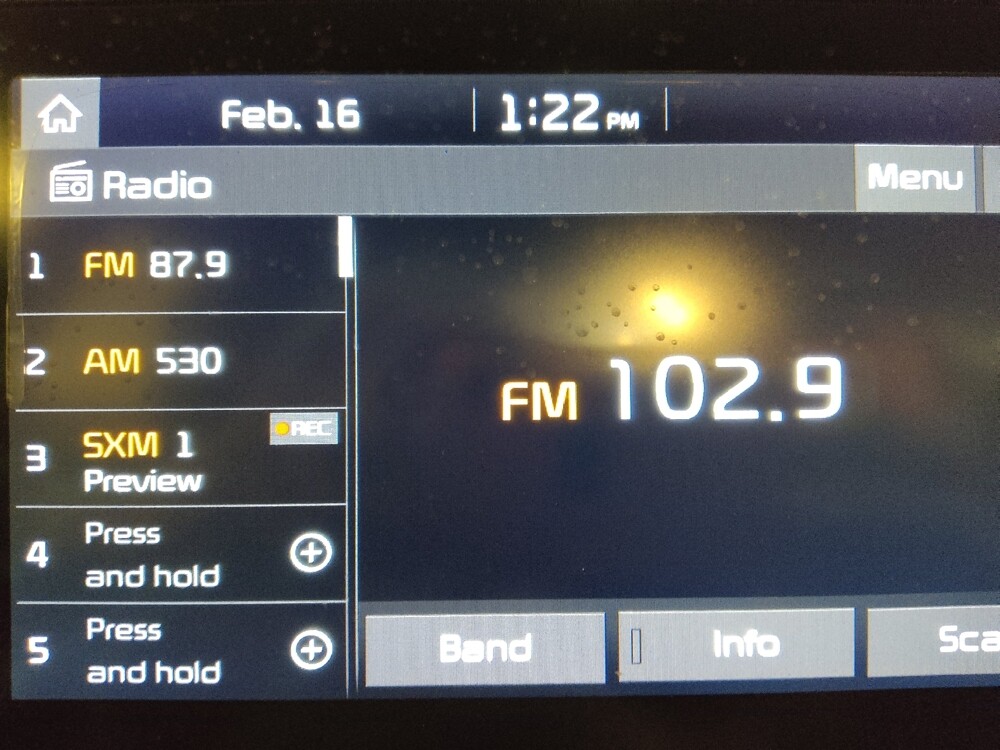 Feb. 16 1:22 PM
Radio Menu
1 FM 87.9
2 AM 530
3 SXM 1 REC
Preview
FM 102.9
4 Press
and hold
5 Press
and hold
Band Info Sca